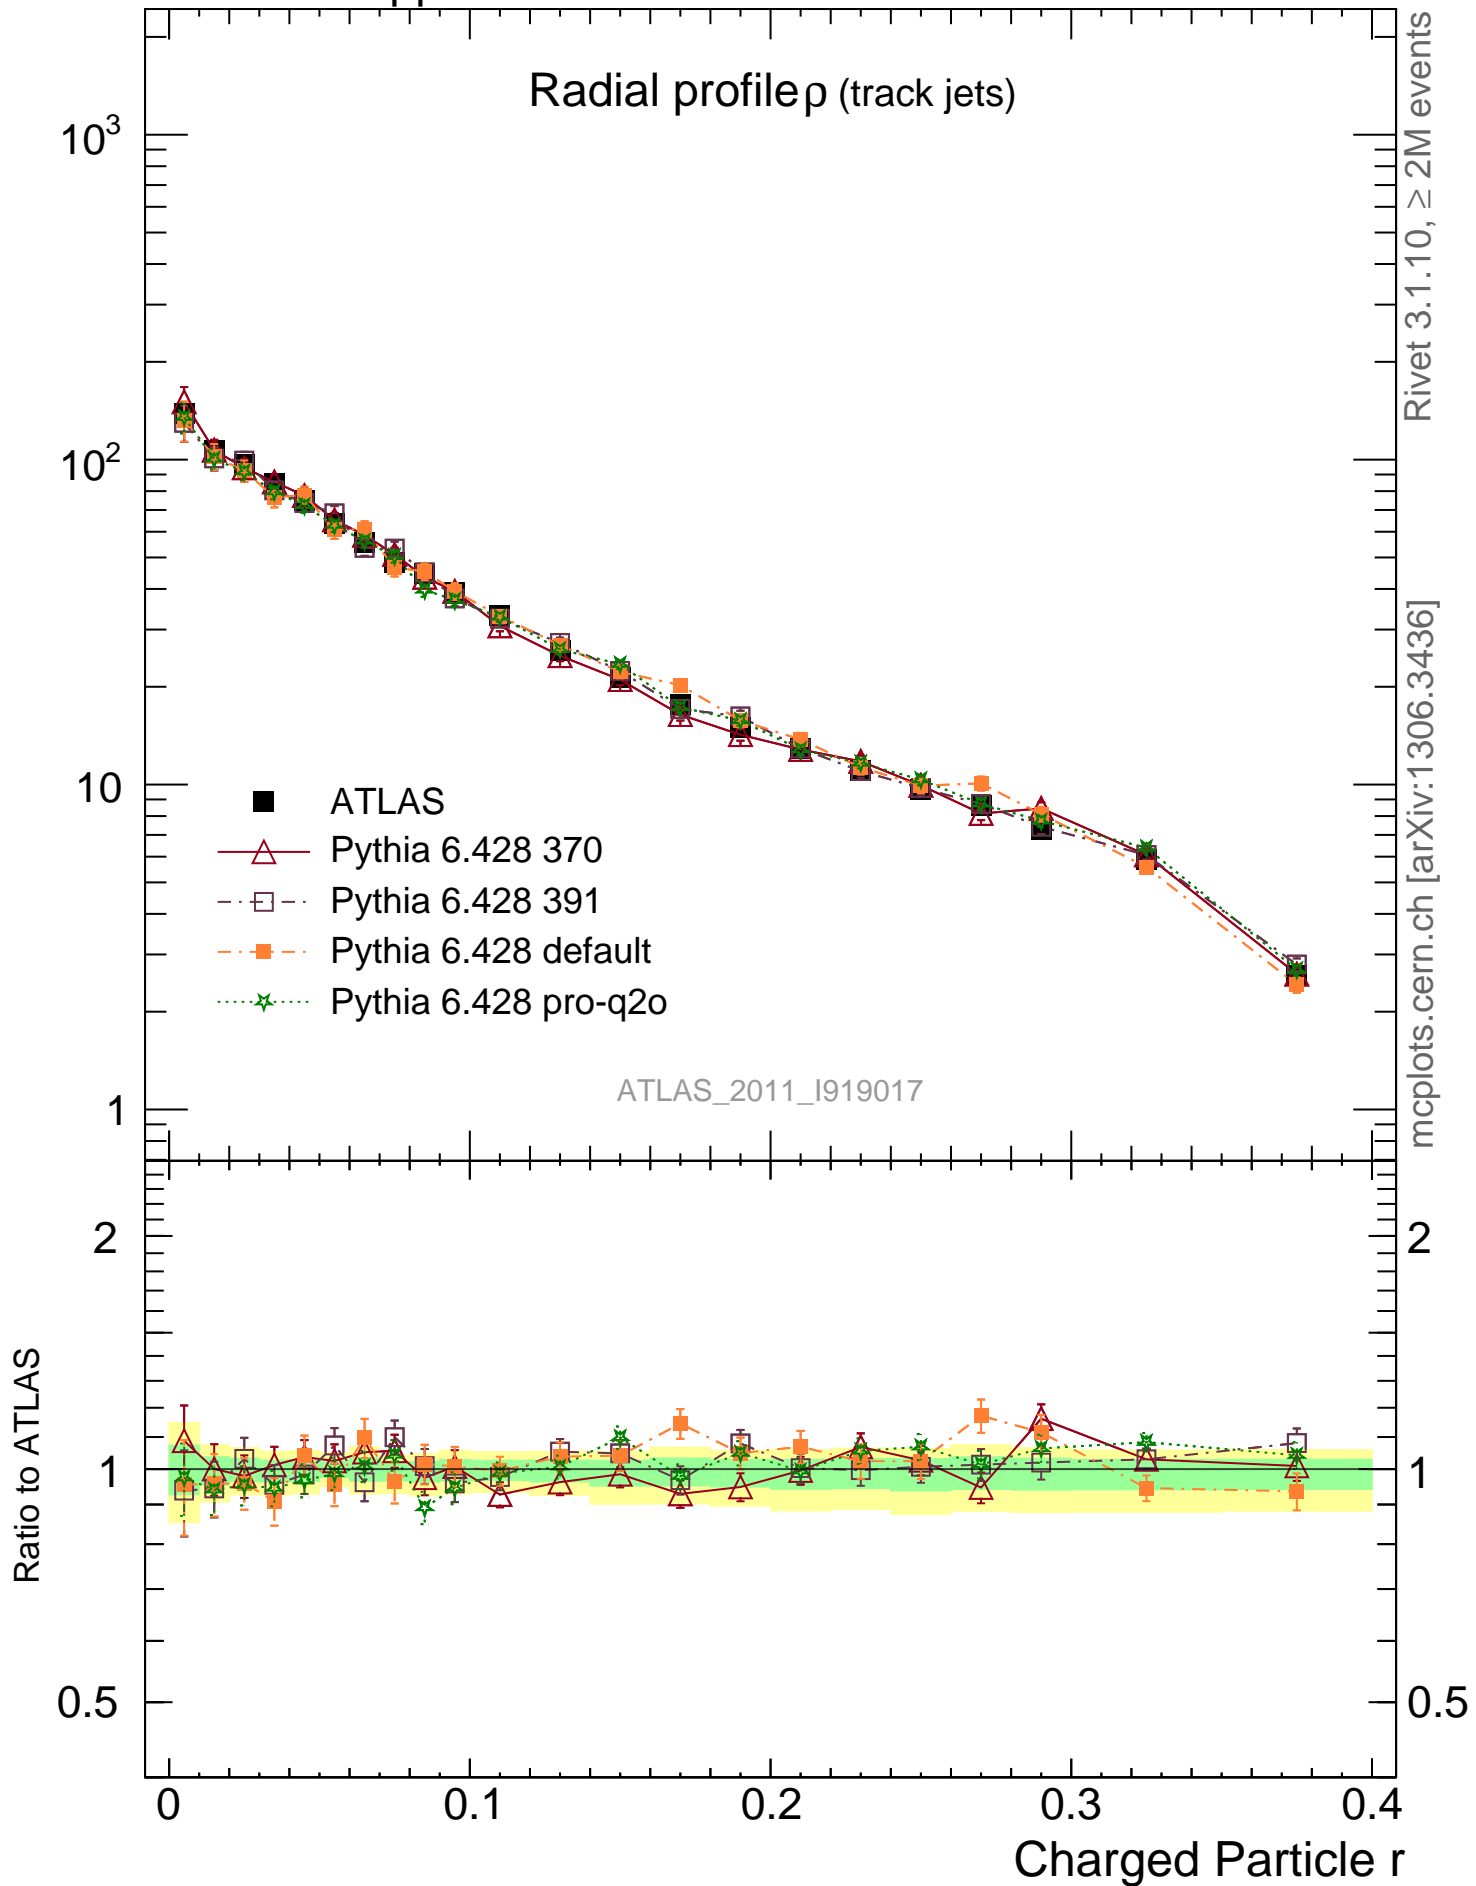 pp
Radial profile ρ (track jets)
10³
10²
10
1
ATLAS
Pythia 6.428 370
Pythia 6.428 391
Pythia 6.428 default
Pythia 6.428 pro-q2o
ATLAS_2011_I919017
Rivet 3.1.10, ≥ 2M events
mcplots.cern.ch [arXiv:1306.3436]
Ratio to ATLAS
2
1
0.5
2
1
0.5
0 0.1 0.2 0.3 0.4
Charged Particle r